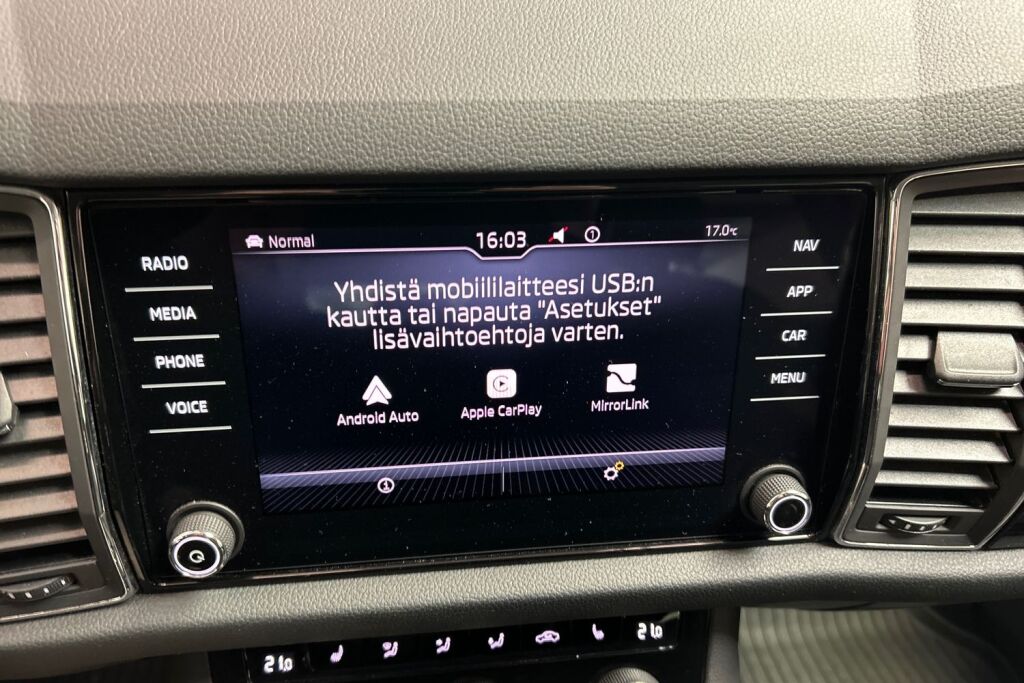 Normal
16:03
1
17.0°C
RADIO
MEDIA
PHONE
VOICE
Yhdistä mobiililaitteesi USB:n
kautta tai napauta "Asetukset"
lisävaihtoehtoja varten.
Android Auto
Apple CarPlay
MirrorLink
NAV
APP
CAR
MENU
21.0
21.0